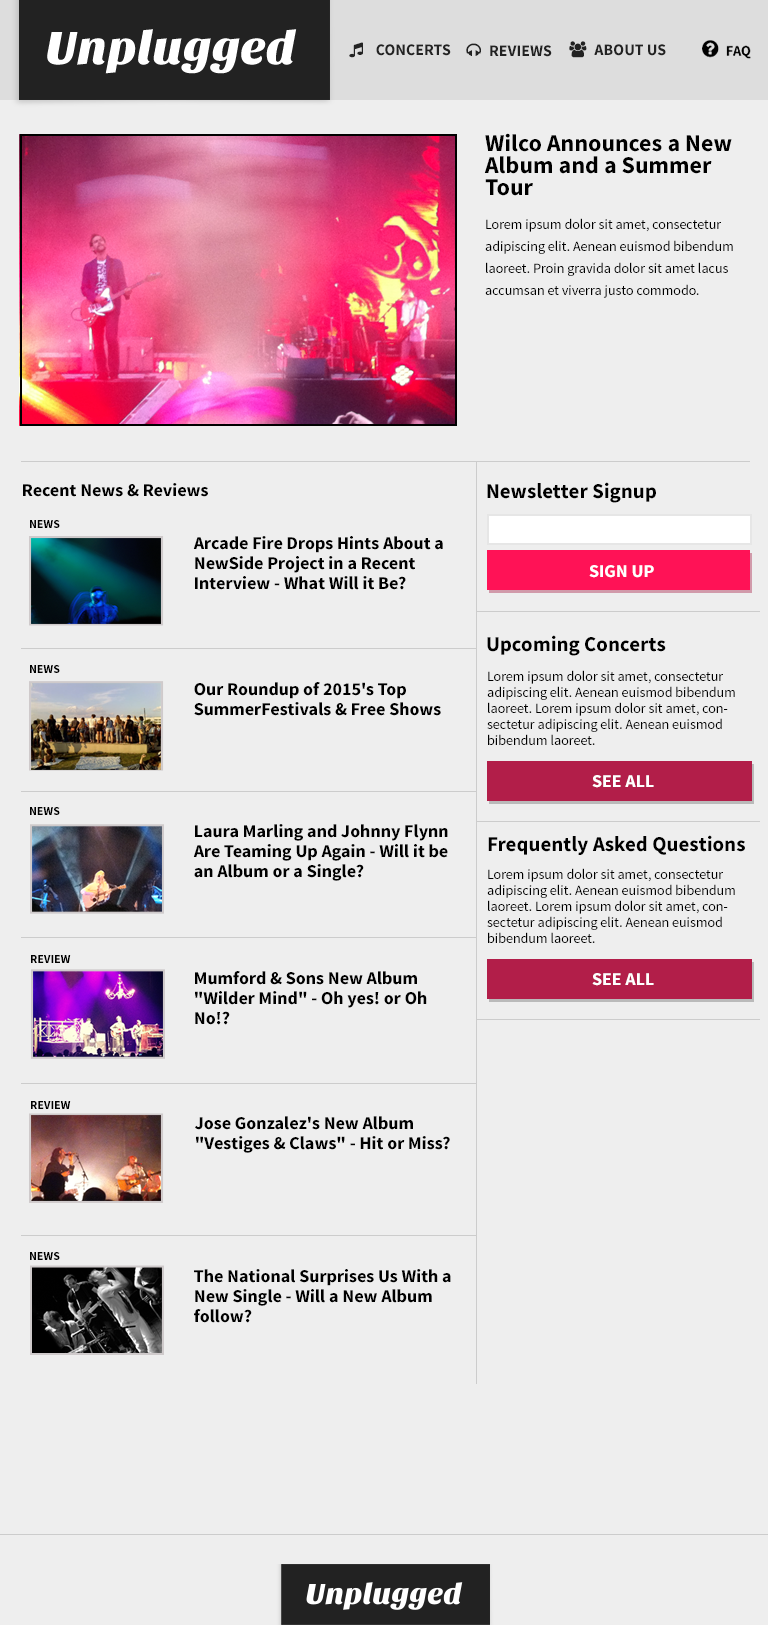 Unplugged
CONCERTS
REVIEWS
ABOUT US
FAQ
Wilco Announces a New
Album and a Summer
Tour
Lorem ipsum dolor sit amet, consectetur
adipiscing elit. Aenean euismod bibendum
laoreet. Proin gravida dolor sit amet lacus
accumsan et viverra justo commodo.
Recent News & Reviews
NEWS
Arcade Fire Drops Hints About a
NewSide Project in a Recent
Interview - What Will it Be?
NEWS
Our Roundup of 2015's Top
SummerFestivals & Free Shows
NEWS
Laura Marling and Johnny Flynn
Are Teaming Up Again - Will it be
an Album or a Single?
REVIEW
Mumford & Sons New Album
"Wilder Mind" - Oh yes! or Oh
No!?
REVIEW
Jose Gonzalez's New Album
"Vestiges & Claws" - Hit or Miss?
NEWS
The National Surprises Us With a
New Single - Will a New Album
follow?
Newsletter Signup
SIGN UP
Upcoming Concerts
Lorem ipsum dolor sit amet, consectetur
adipiscing elit. Aenean euismod bibendum
laoreet. Lorem ipsum dolor sit amet, con-
sectetur adipiscing elit. Aenean euismod
bibendum laoreet.
SEE ALL
Frequently Asked Questions
Lorem ipsum dolor sit amet, consectetur
adipiscing elit. Aenean euismod bibendum
laoreet. Lorem ipsum dolor sit amet, con-
sectetur adipiscing elit. Aenean euismod
bibendum laoreet.
SEE ALL
Unplugged